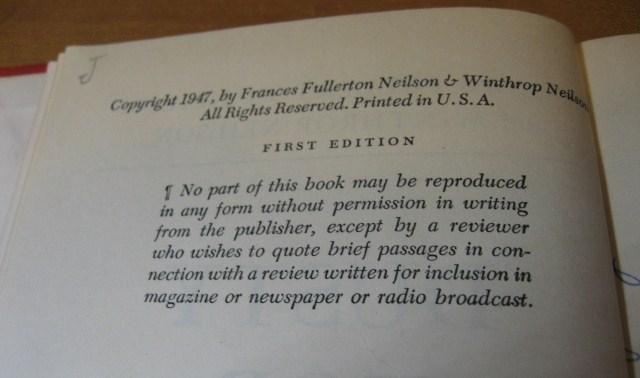 J
Copyright 1947, by Frances Fullerton Neilson & Winthrop Neilson
All Rights Reserved. Printed in U. S. A.
FIRST EDITION
¶ No part of this book may be reproduced
in any form without permission in writing
from the publisher, except by a reviewer
who wishes to quote brief passages in con-
nection with a review written for inclusion in
magazine or newspaper or radio broadcast.